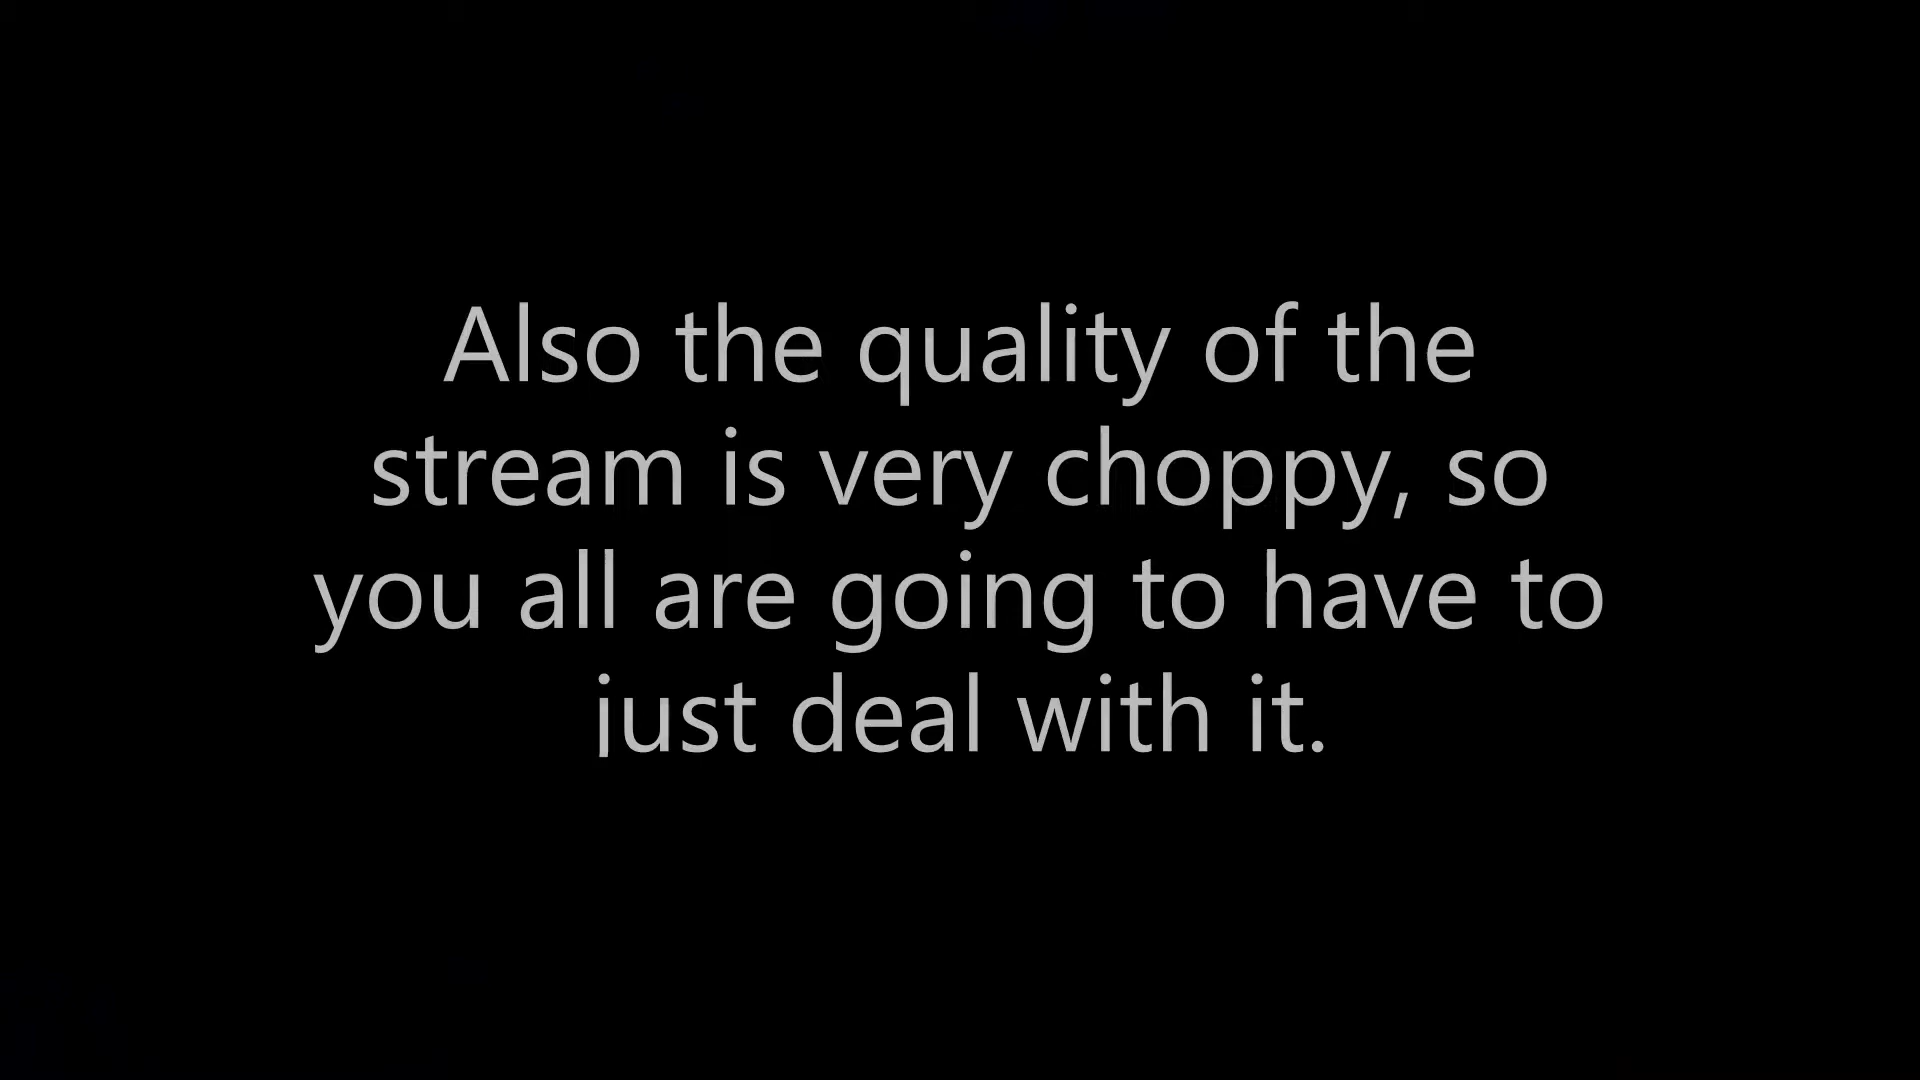 Also the quality of the
stream is very choppy, so
you all are going to have to
just deal with it.